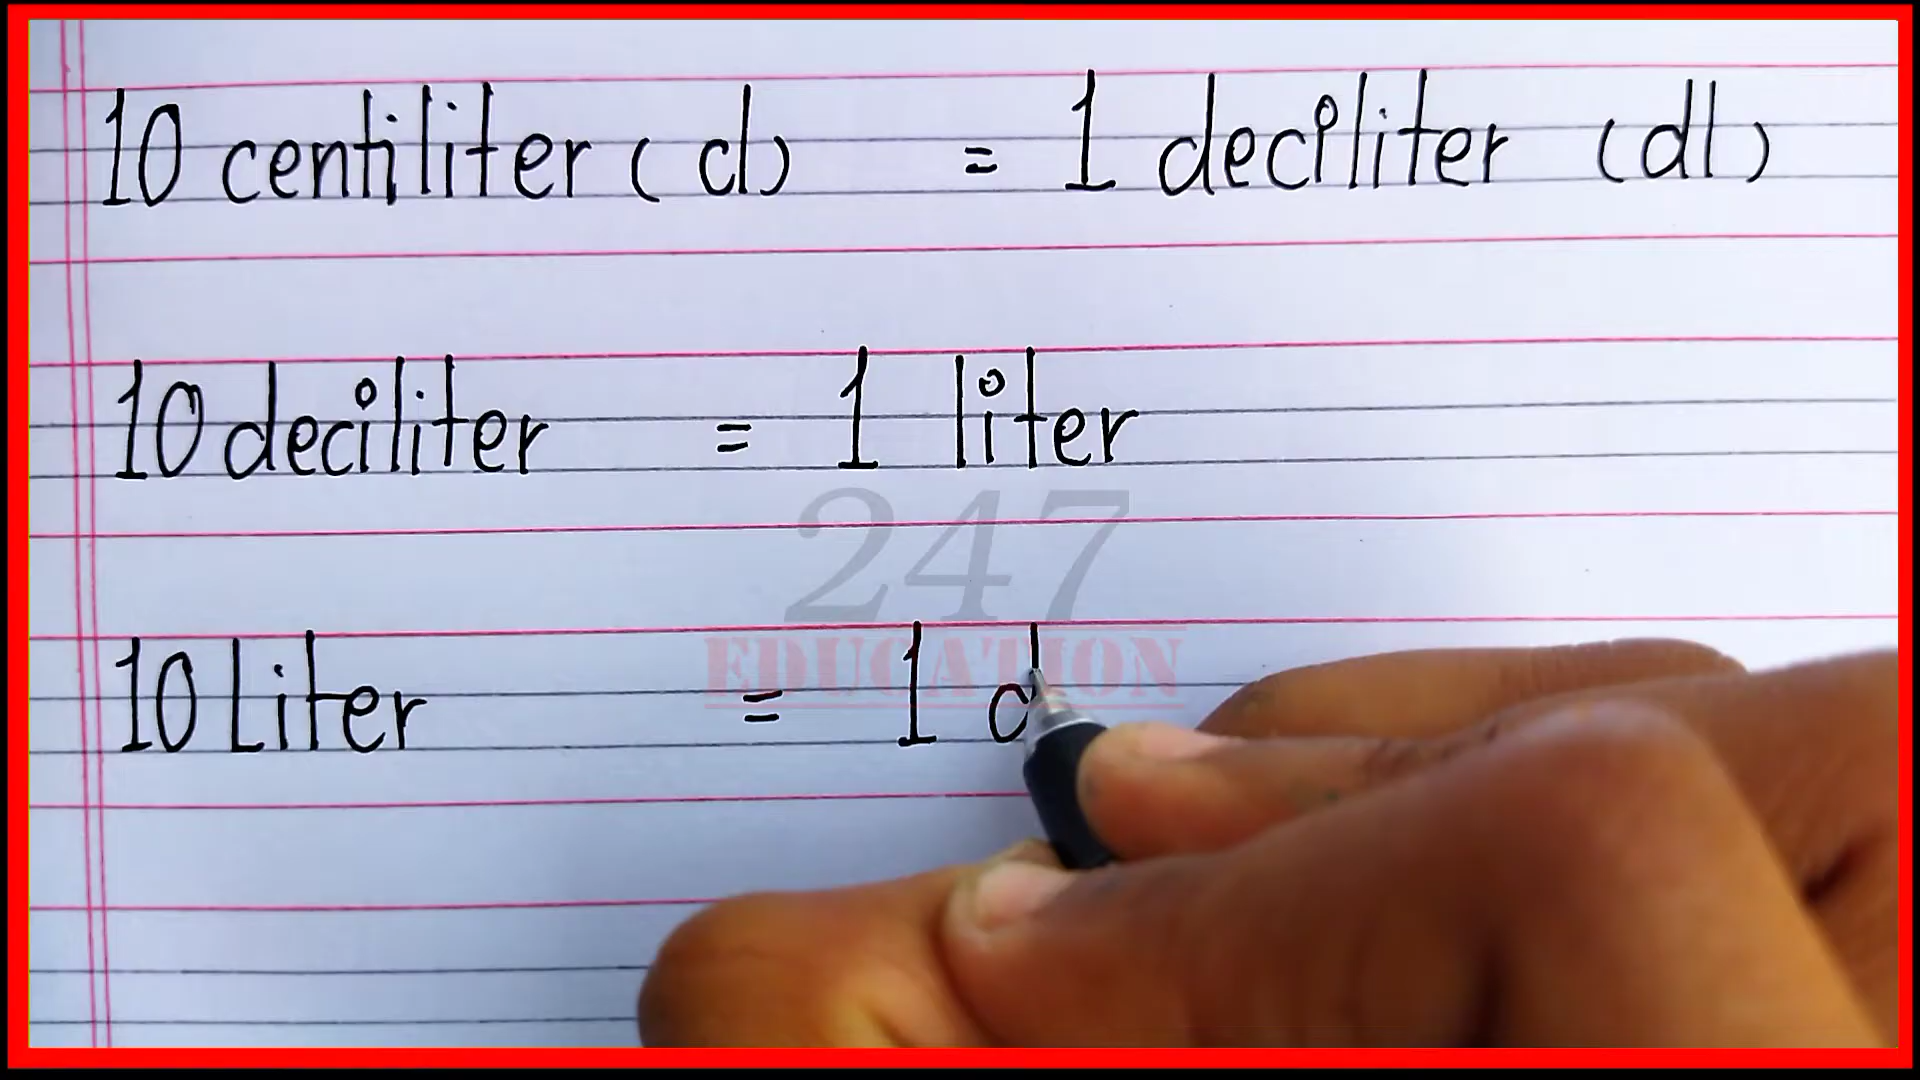 10 centiliter (cl) = 1 deciliter (dl)
10 deciliter = 1 liter
247
EDUCATION
10 Liter = 1 d